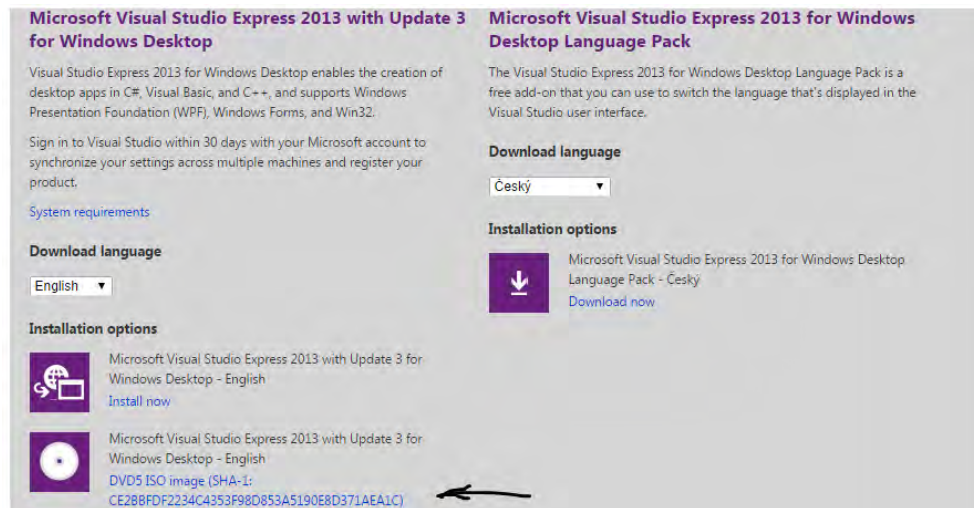 Microsoft Visual Studio Express 2013 with Update 3
for Windows Desktop
Visual Studio Express 2013 for Windows Desktop enables the creation of
desktop apps in C#, Visual Basic, and C++, and supports Windows
Presentation Foundation (WPF), Windows Forms, and Win32.
Sign in to Visual Studio within 30 days with your Microsoft account to
synchronize your settings across multiple machines and register your
product.
System requirements
Download language
English
Installation options
Microsoft Visual Studio Express 2013 with Update 3 for
Windows Desktop - English
Install now
Microsoft Visual Studio Express 2013 with Update 3 for
Windows Desktop - English
DVD5 ISO image (SHA-1:
CE2BBFDF2234C4353F98D853A5190E8D371AEA1C)
Microsoft Visual Studio Express 2013 for Windows
Desktop Language Pack
The Visual Studio Express 2013 for Windows Desktop Language Pack is a
free add-on that you can use to switch the language that's displayed in the
Visual Studio user interface.
Download language
Český
Installation options
Microsoft Visual Studio Express 2013 for Windows Desktop
Language Pack - Český
Download now